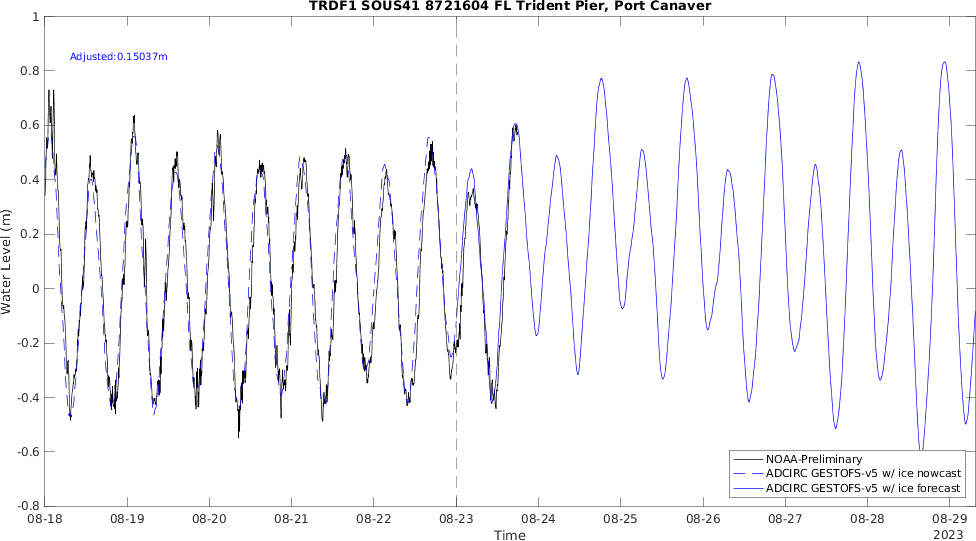 TRDF1 SOUS41 8721604 FL Trident Pier, Port Canaver
Adjusted:0.15037m
1
0.8
0.6
0.4
0.2
0
-0.2
-0.4
-0.6
-0.8
Water Level (m)
NOAA-Preliminary
ADCIRC GESTOFS-v5 w/ ice nowcast
ADCIRC GESTOFS-v5 w/ ice forecast
08-18 08-19 08-20 08-21 08-22 08-23 08-24 08-25 08-26 08-27 08-28 08-29
2023
Time